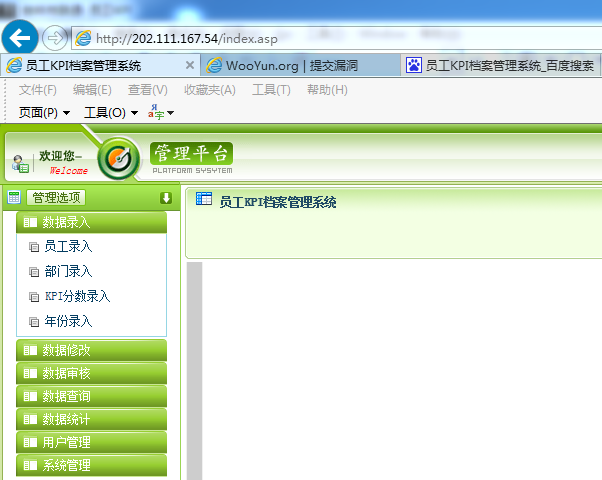 http://202.111.167.54/index.asp
员工KPI档案管理系统
WooYun.org | 提交漏洞
员工KPI档案管理系统_百度搜索
文件(F) 编辑(E) 查看(V) 收藏夹(A) 工具(T) 帮助(H)
页面(P) 工具(O)
欢迎您-
Welcome
管理平台
PLATFORM SYSYTEM
管理选项
员工KPI档案管理系统
数据录入
员工录入
部门录入
KPI分数录入
年份录入
数据修改
数据审核
数据查询
数据统计
用户管理
系统管理